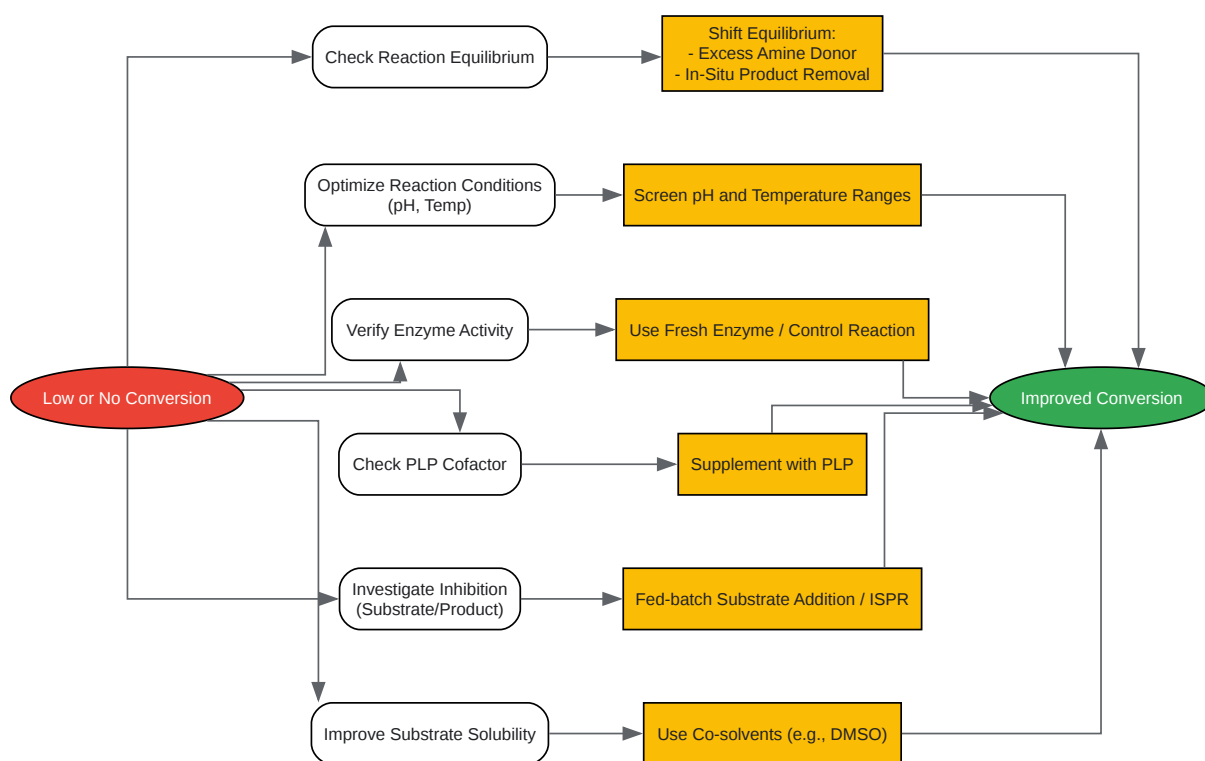 Check Reaction Equilibrium
Shift Equilibrium:
- Excess Amine Donor
- In-Situ Product Removal
Optimize Reaction Conditions
(pH, Temp)
Screen pH and Temperature Ranges
Verify Enzyme Activity
Use Fresh Enzyme / Control Reaction
Low or No Conversion
Improved Conversion
Check PLP Cofactor
Supplement with PLP
Investigate Inhibition
(Substrate/Product)
Fed-batch Substrate Addition / ISPR
Improve Substrate Solubility
Use Co-solvents (e.g., DMSO)